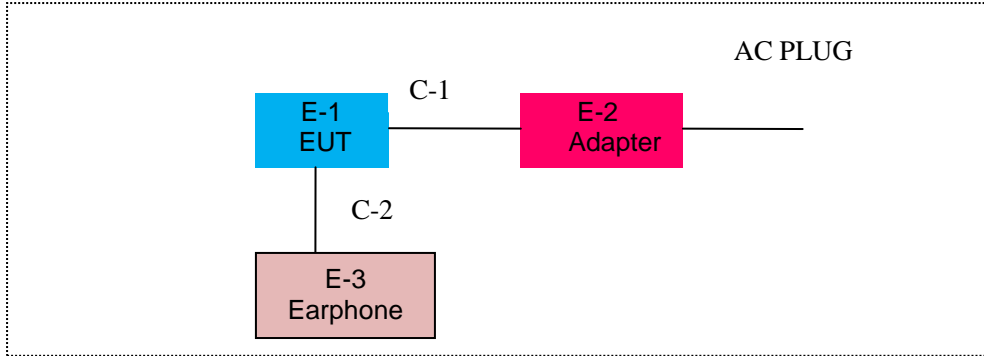 AC PLUG
C-1
E-1
EUT
E-2
Adapter
C-2
E-3
Earphone